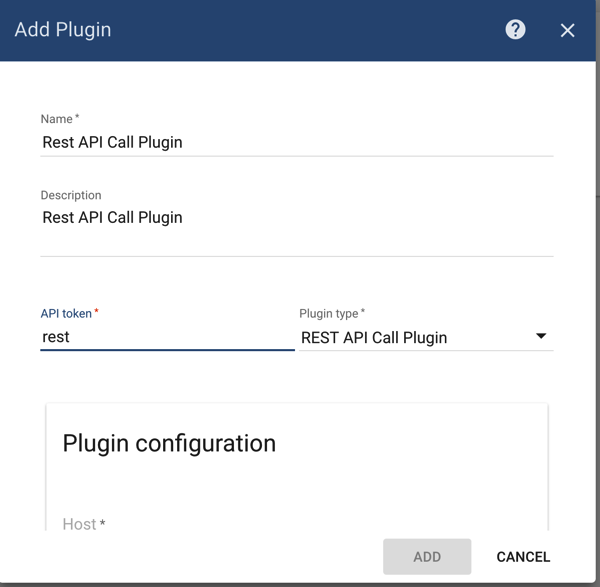 Add Plugin ?
Name *
Rest API Call Plugin
Description
Rest API Call Plugin
API token * Plugin type *
rest REST API Call Plugin
Plugin configuration
Host *
ADD CANCEL